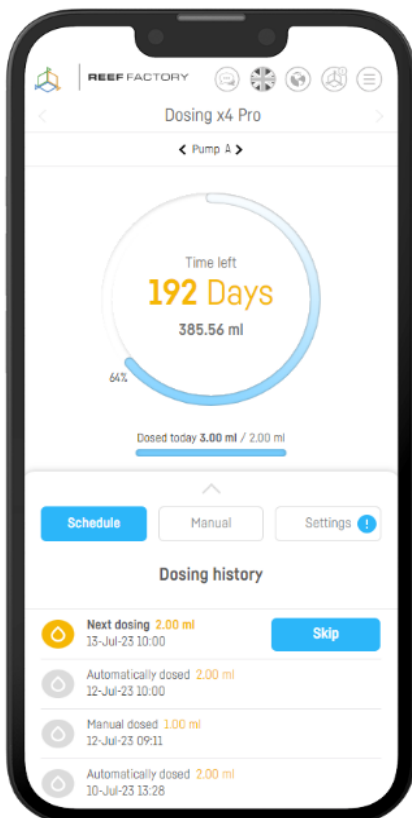 REEF FACTORY
Dosing x4 Pro
< Pump A >
Time left
192 Days
385.56 ml
64%
Dosed today 3.00 ml / 2.00 ml
Schedule
Manual
Settings !
Dosing history
Next dosing 2.00 ml
13-Jul-23 10:00
Skip
Automatically dosed 2.00 ml
12-Jul-23 10:00
Manual dosed 1.00 ml
12-Jul-23 09:11
Automatically dosed 2.00 ml
10-Jul-23 13:28